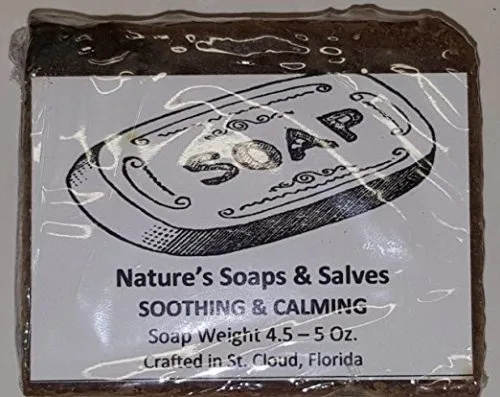 SOAP
Nature's Soaps & Salves
SOOTHING & CALMING
Soap Weight 4.5 – 5 Oz.
Crafted in St. Cloud, Florida